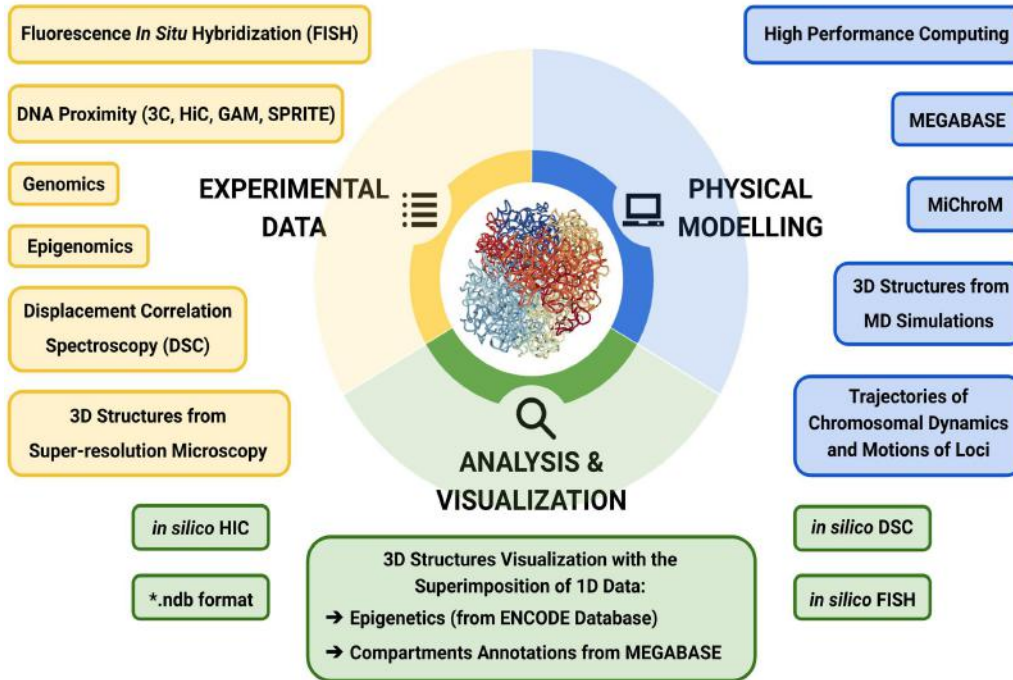 Fluorescence In Situ Hybridization (FISH)
DNA Proximity (3C, HiC, GAM, SPRITE)
Genomics
Epigenomics
Displacement Correlation
Spectroscopy (DSC)
3D Structures from
Super-resolution Microscopy
EXPERIMENTAL
DATA
PHYSICAL
MODELLING
High Performance Computing
MEGABASE
MiChroM
3D Structures from
MD Simulations
Trajectories of
Chromosomal Dynamics
and Motions of Loci
ANALYSIS &
VISUALIZATION
in silico HIC
*.ndb format
3D Structures Visualization with the
Superimposition of 1D Data:
➔ Epigenetics (from ENCODE Database)
➔ Compartments Annotations from MEGABASE
in silico DSC
in silico FISH